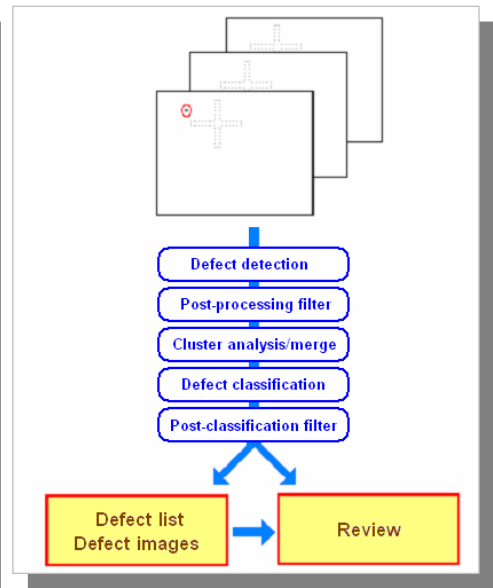 Defect detection
Post-processing filter
Cluster analysis/merge
Defect classification
Post-classification filter
Defect list
Defect images
Review